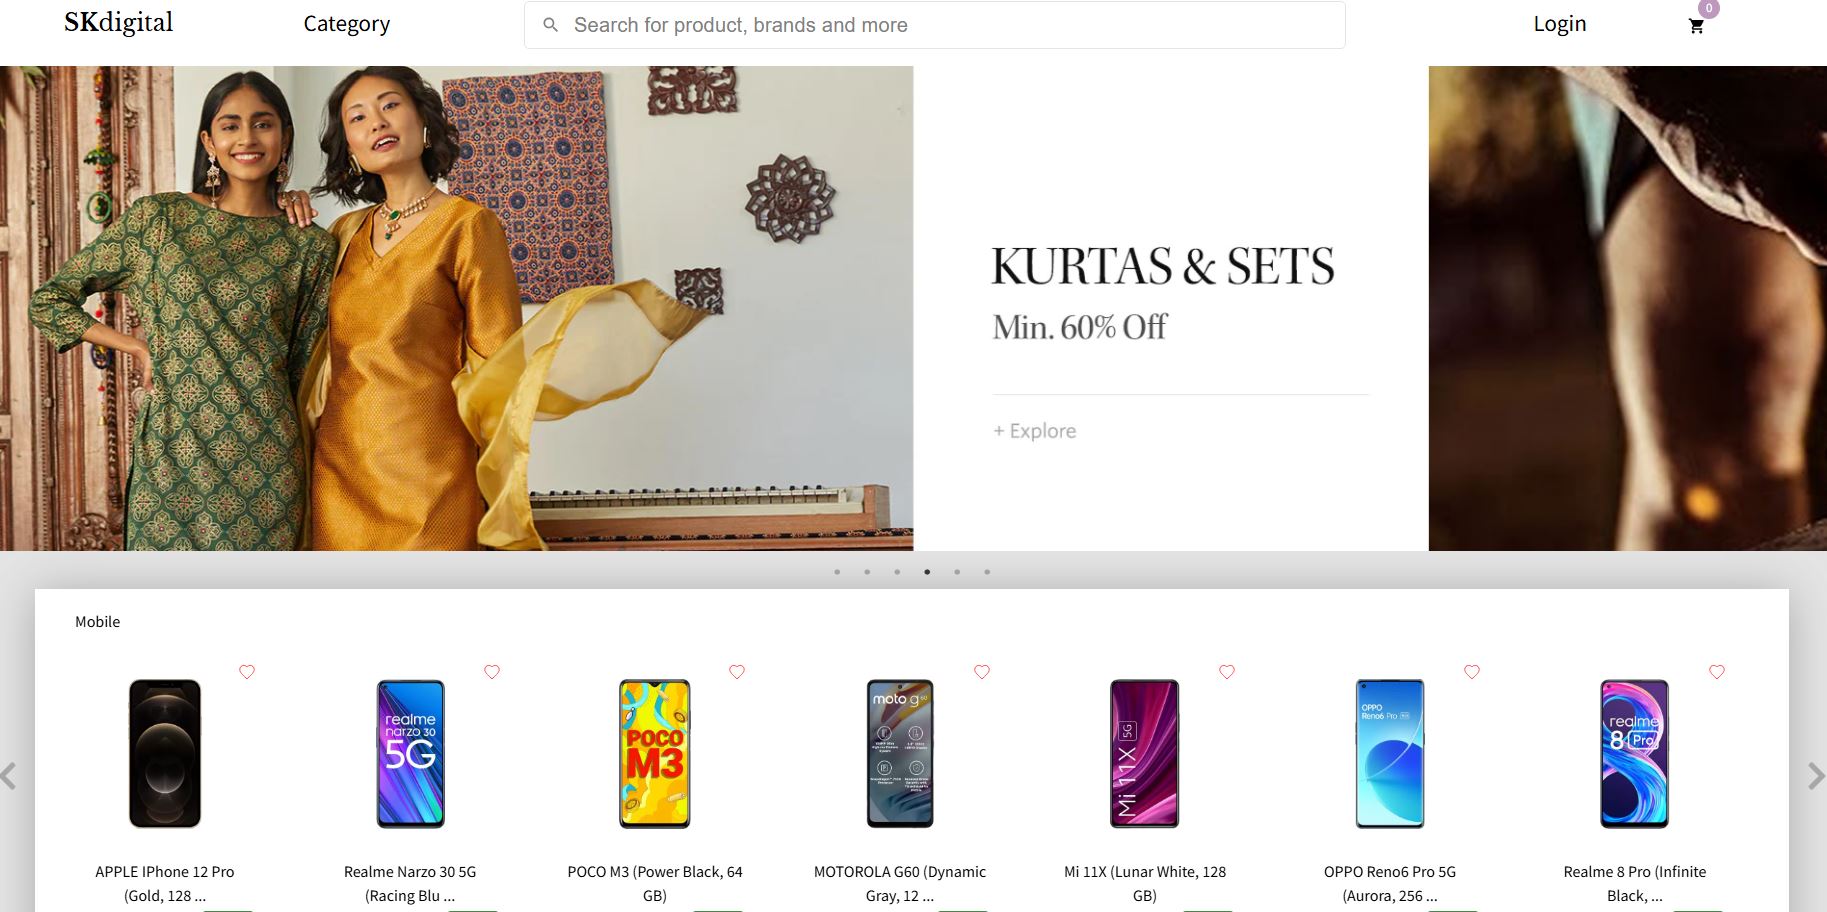 SKdigital
Category
Search for product, brands and more
Login
0
KURTAS & SETS
Min. 60% Off
+ Explore
Mobile
realme
narzo 30
5G
POCO
M3
moto g60
Mi 11X 5G
OPPO
Reno6 Pro 5G
realme
8 Pro
APPLE IPhone 12 Pro
(Gold, 128 ...
Realme Narzo 30 5G
(Racing Blu ...
POCO M3 (Power Black, 64
GB)
MOTOROLA G60 (Dynamic
Gray, 12 ...
Mi 11X (Lunar White, 128
GB)
OPPO Reno6 Pro 5G
(Aurora, 256 ...
Realme 8 Pro (Infinite
Black, ...